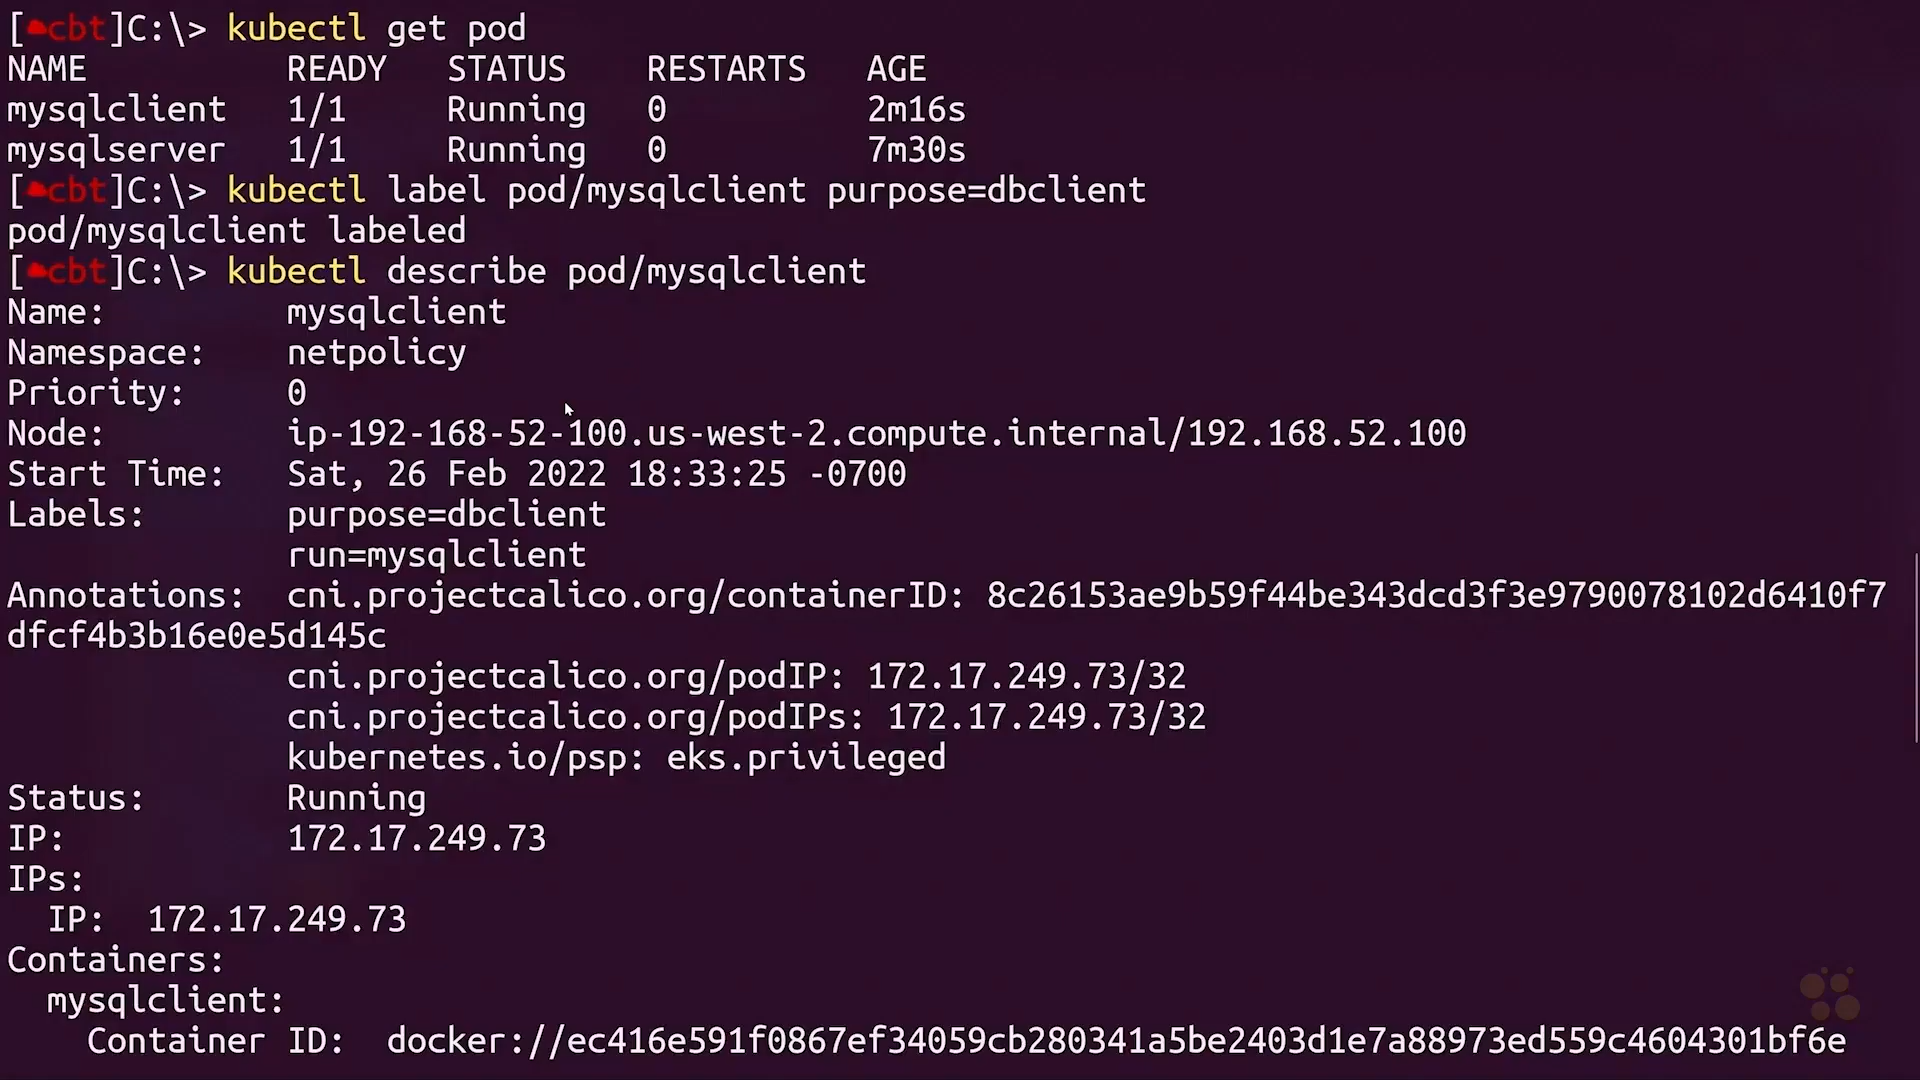 [cbt]C:\> kubectl get pod
NAME           READY   STATUS    RESTARTS   AGE
mysqlclient   1/1     Running   0          2m16s
mysqlserver   1/1     Running   0          7m30s
[cbt]C:\> kubectl label pod/mysqlclient purpose=dbclient
pod/mysqlclient labeled
[cbt]C:\> kubectl describe pod/mysqlclient
Name:         mysqlclient
Namespace:    netpolicy
Priority:     0
Node:         ip-192-168-52-100.us-west-2.compute.internal/192.168.52.100
Start Time:   Sat, 26 Feb 2022 18:33:25 -0700
Labels:       purpose=dbclient
              run=mysqlclient
Annotations:  cni.projectcalico.org/containerID: 8c26153ae9b59f44be343dcd3f3e9790078102d6410f7
dfcf4b3b16e0e5d145c
              cni.projectcalico.org/podIP: 172.17.249.73/32
              cni.projectcalico.org/podIPs: 172.17.249.73/32
              kubernetes.io/psp: eks.privileged
Status:       Running
IP:           172.17.249.73
IPs:
  IP:  172.17.249.73
Containers:
  mysqlclient:
    Container ID:  docker://ec416e591f0867ef34059cb280341a5be2403d1e7a88973ed559c4604301bf6e